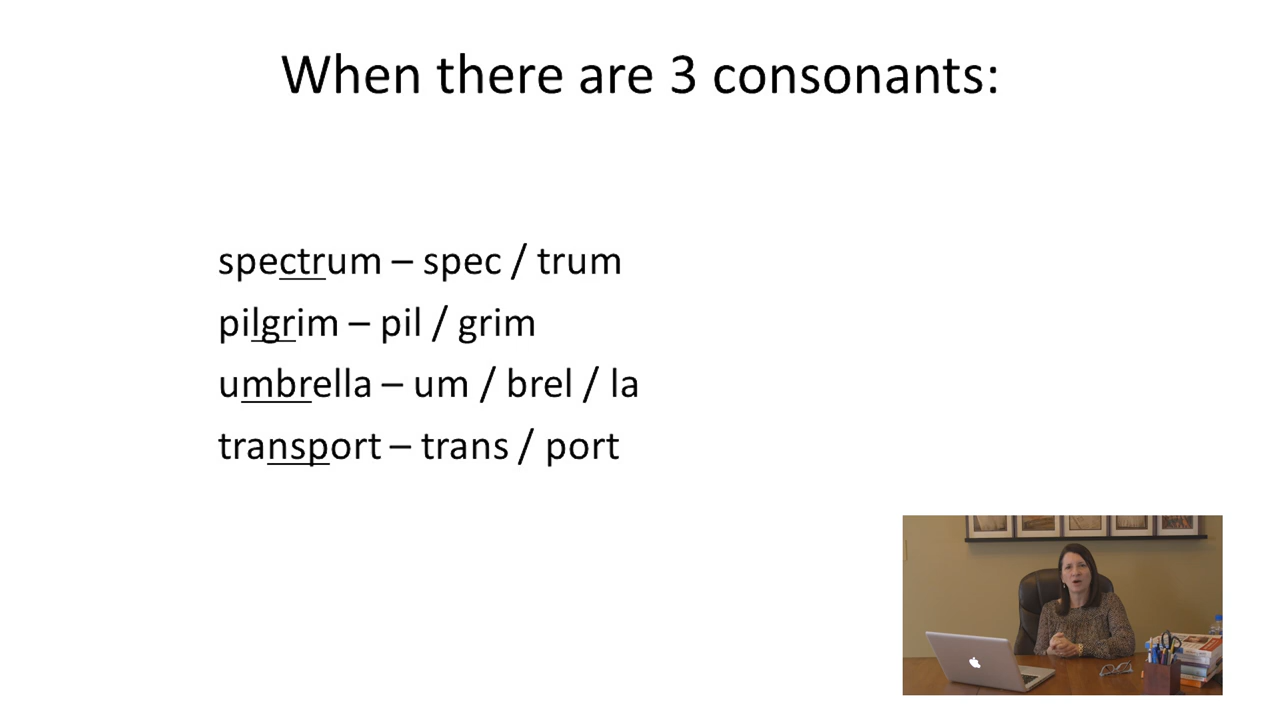 When there are 3 consonants:
spectrum – spec / trum
pilgrim – pil / grim
umbrella – um / brel / la
transport – trans / port